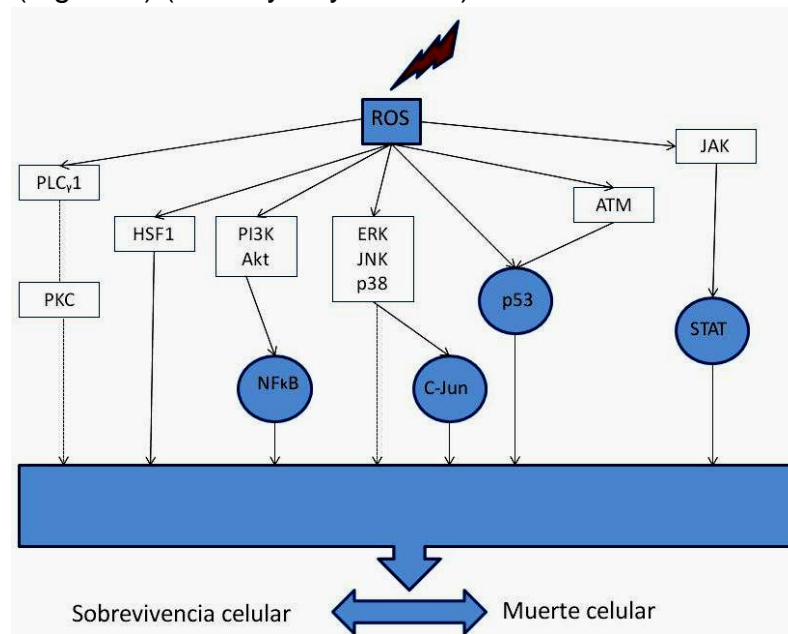 ROS
JAK
PLCγ1
ATM
HSF1
PI3K
Akt
ERK
JNK
p38
PKC
p53
STAT
NFκB
C-Jun
Sobrevivencia celular
Muerte celular